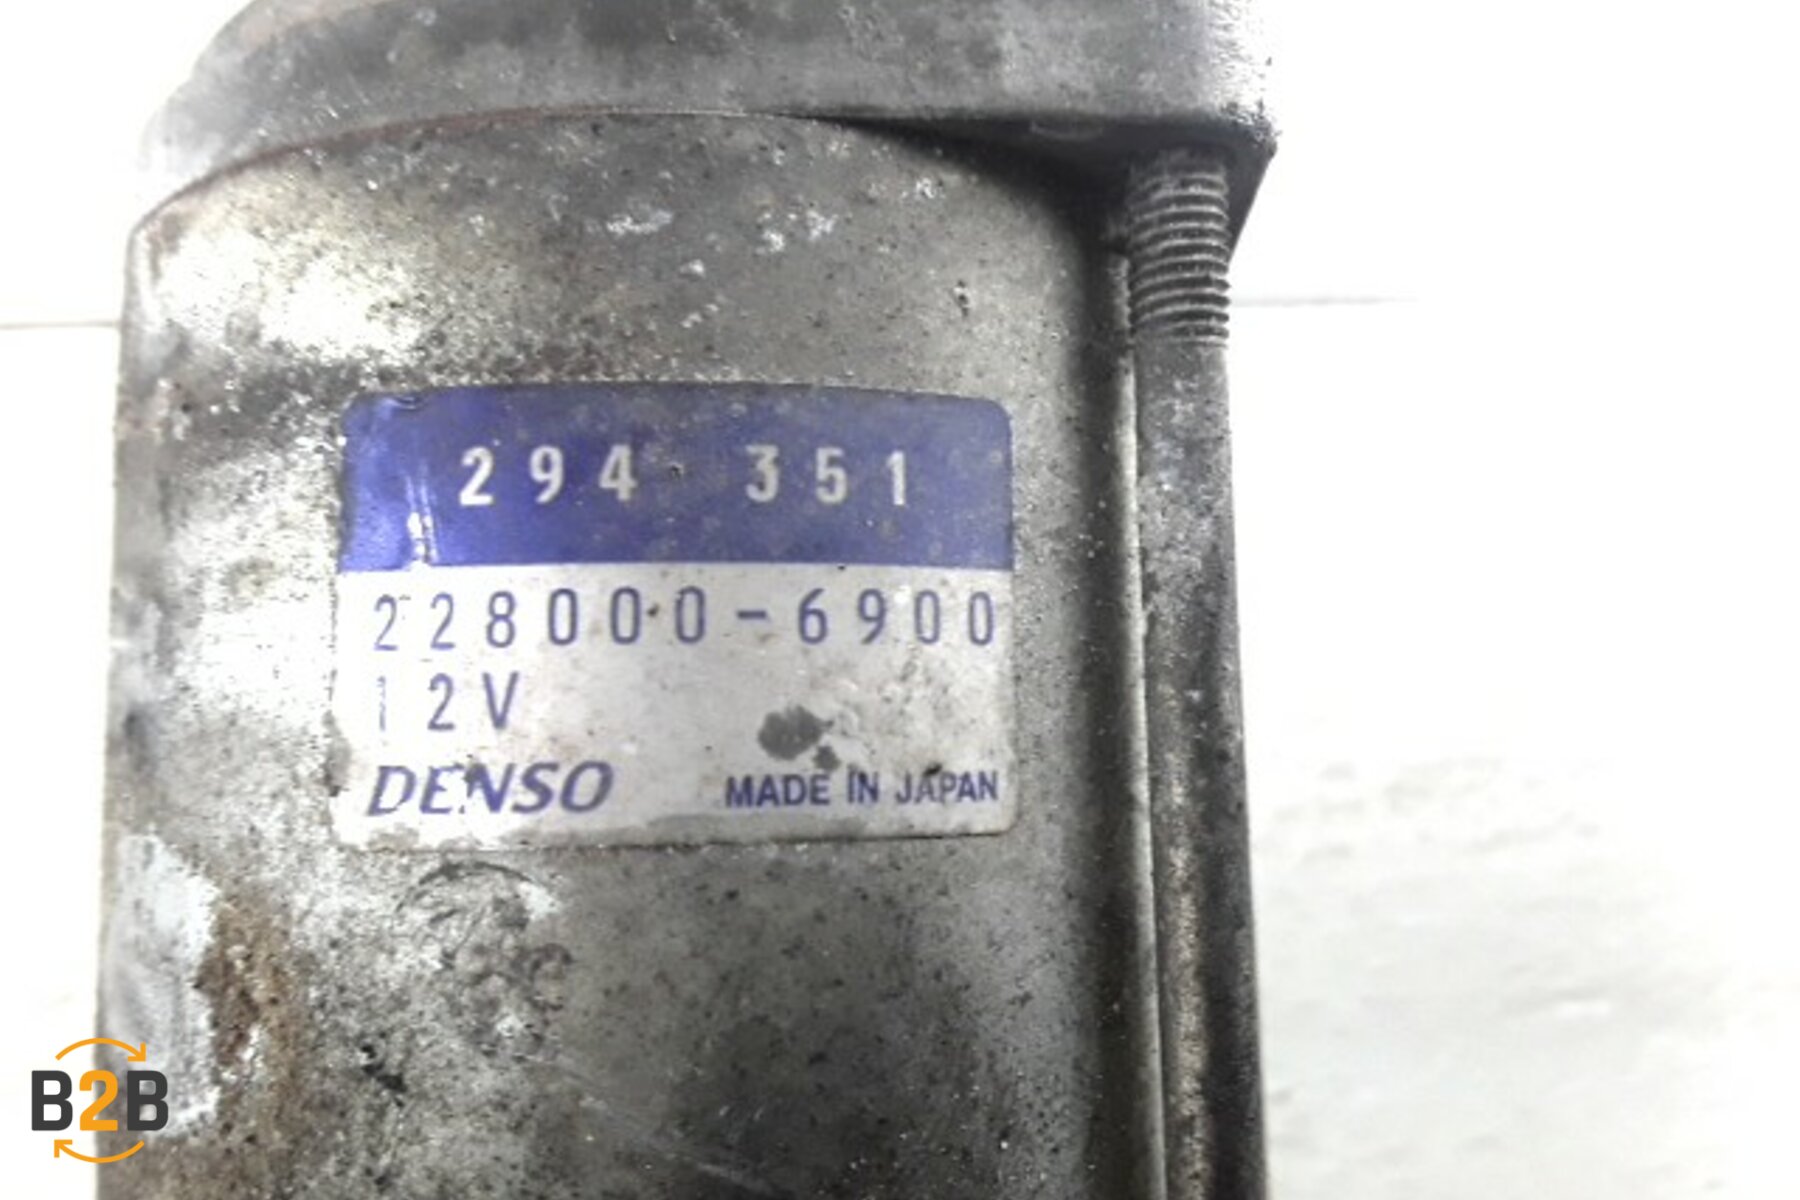 294 351
228000-6900
12V
DENSO MADE IN JAPAN
B2B